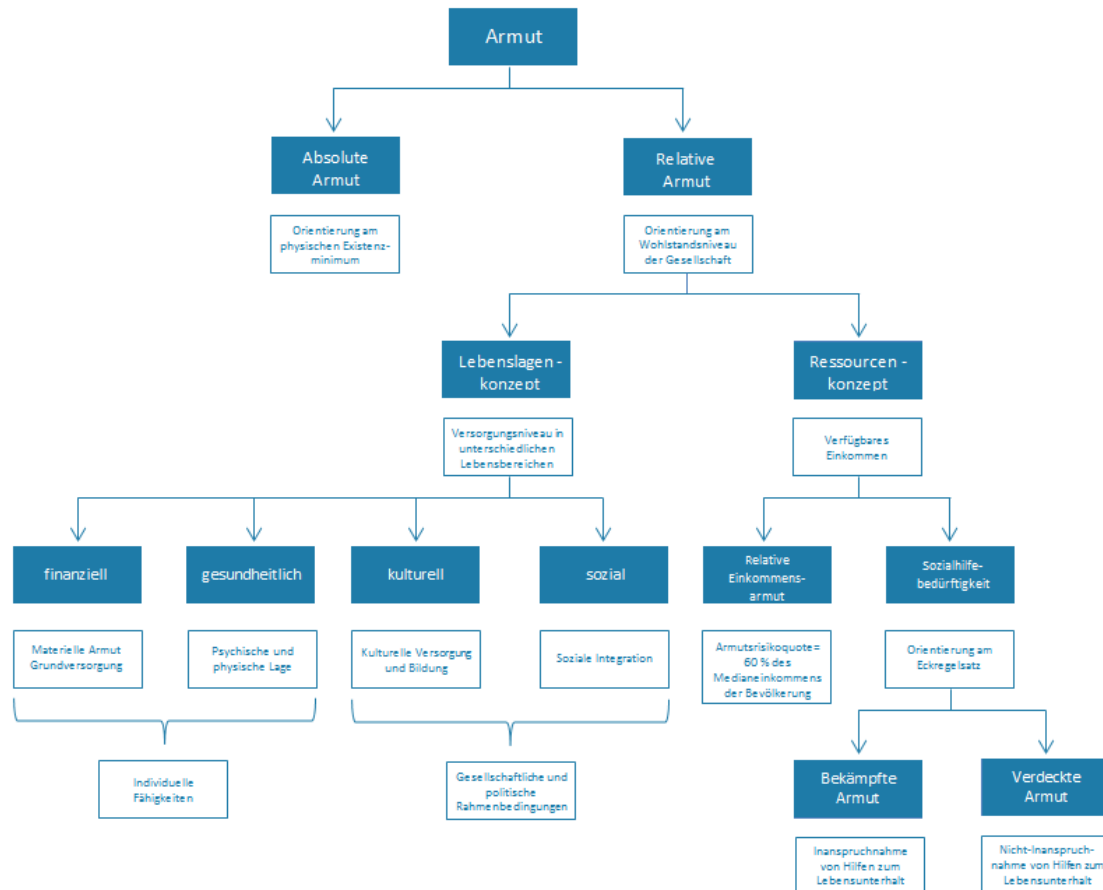 Armut
Absolute
Armut
Relative
Armut
Orientierung am
physischen Existenz-
minimum
Orientierung am
Wohlstandsniveau
der Gesellschaft
Lebenslagen -
konzept
Ressourcen -
konzept
Versorgungsniveau in
unterschiedlichen
Lebensbereichen
Verfügbares
Einkommen
finanziell
gesundheitlich
kulturell
sozial
Relative
Einkommens-
armut
Sozialhilfe-
bedürftigkeit
Materielle Armut
Grundversorgung
Psychische und
physische Lage
Kulturelle Versorgung
und Bildung
Soziale Integration
Armutsrisikoquote=
60 % des
Medianeinkommens
der Bevölkerung
Orientierung am
Eckregelsatz
Individuelle
Fähigkeiten
Gesellschaftliche und
politische
Rahmenbedingungen
Bekämpfte
Armut
Verdeckte
Armut
Inanspruchnahme
von Hilfen zum
Lebensunterhalt
Nicht-Inanspruch-
nahme von Hilfen zum
Lebensunterhalt